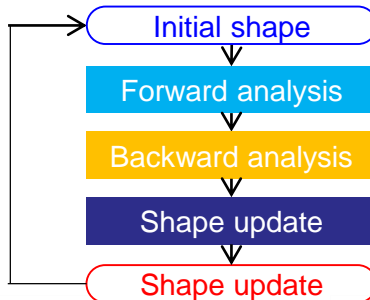 Initial shape
Forward analysis
Backward analysis
Shape update
Shape update